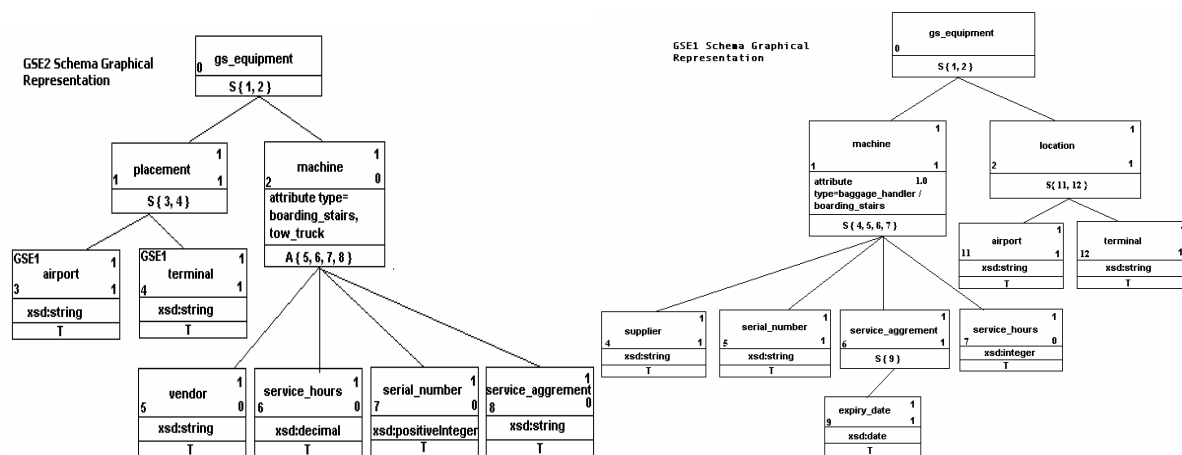 GSE2 Schema Graphical
Representation
gs_equipment
0
S { 1, 2 }
placement
1
1
1
S { 3, 4 }
machine
1
2
0
attribute type=
boarding_stairs,
tow_truck
A { 5, 6, 7, 8 }
GSE1
1
airport
3
1
xsd:string
T
GSE1
1
terminal
4
1
xsd:string
T
vendor
1
5
0
xsd:string
T
service_hours
1
6
0
xsd:decimal
T
serial_number
1
7
0
xsd:positiveInteger
T
service_aggrement
1
8
0
xsd:string
T
GSE1 Schema Graphical
Representation
gs_equipment
0
S { 1, 2 }
machine
1
1
1
attribute 1.0
type=baggage_handler /
boarding_stairs
S { 4, 5, 6, 7 }
location
1
2
1
S{ 11, 12 }
airport
1
11
1
xsd:string
T
terminal
1
12
1
xsd:string
T
supplier
1
4
1
xsd:string
T
serial_number
1
5
1
xsd:string
T
service_aggrement
1
6
1
S { 9 }
service_hours
1
7
0
xsd:integer
T
expiry_date
1
9
1
xsd:date
T